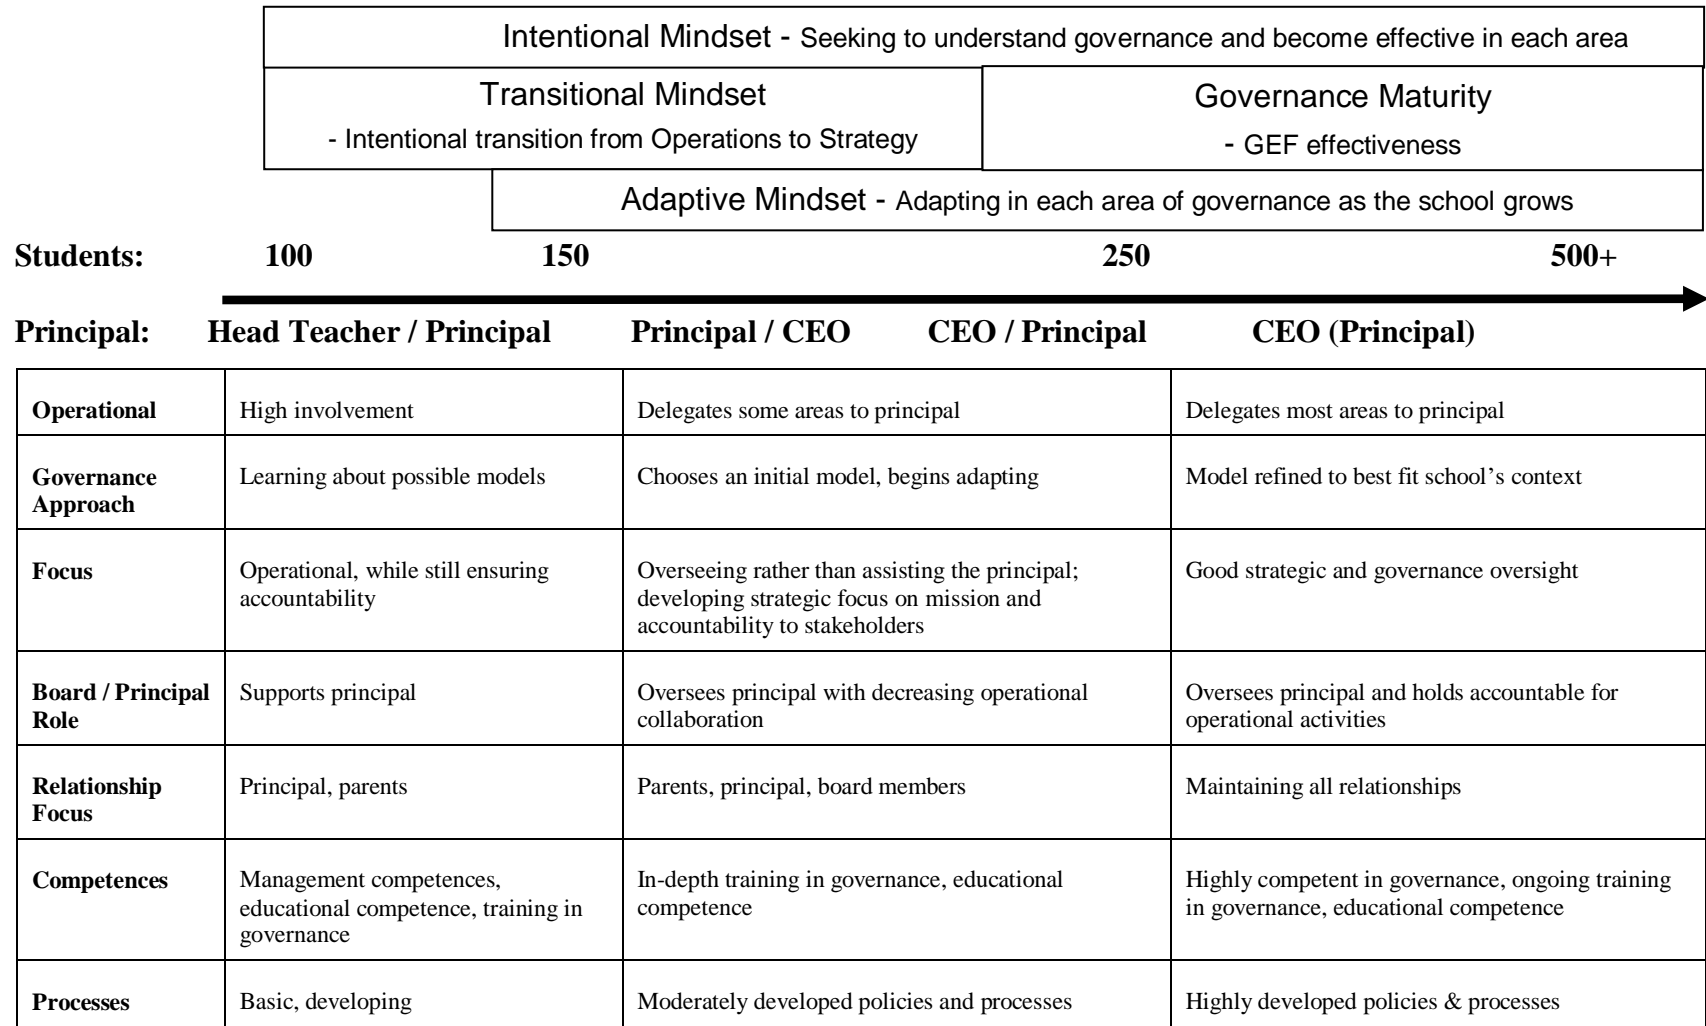 Intentional Mindset - Seeking to understand governance and become effective in each area
Transitional Mindset
- Intentional transition from Operations to Strategy
Governance Maturity
- GEF effectiveness
Adaptive Mindset - Adapting in each area of governance as the school grows
Students: 100 150 250 500+
Principal: Head Teacher / Principal Principal / CEO CEO / Principal CEO (Principal)
Operational
High involvement
Delegates some areas to principal
Delegates most areas to principal
Governance
Approach
Learning about possible models
Chooses an initial model, begins adapting
Model refined to best fit school’s context
Focus
Operational, while still ensuring
accountability
Overseeing rather than assisting the principal;
developing strategic focus on mission and
accountability to stakeholders
Good strategic and governance oversight
Board / Principal
Role
Supports principal
Oversees principal with decreasing operational
collaboration
Oversees principal and holds accountable for
operational activities
Relationship
Focus
Principal, parents
Parents, principal, board members
Maintaining all relationships
Competences
Management competences,
educational competence, training in
governance
In-depth training in governance, educational
competence
Highly competent in governance, ongoing training
in governance, educational competence
Processes
Basic, developing
Moderately developed policies and processes
Highly developed policies & processes